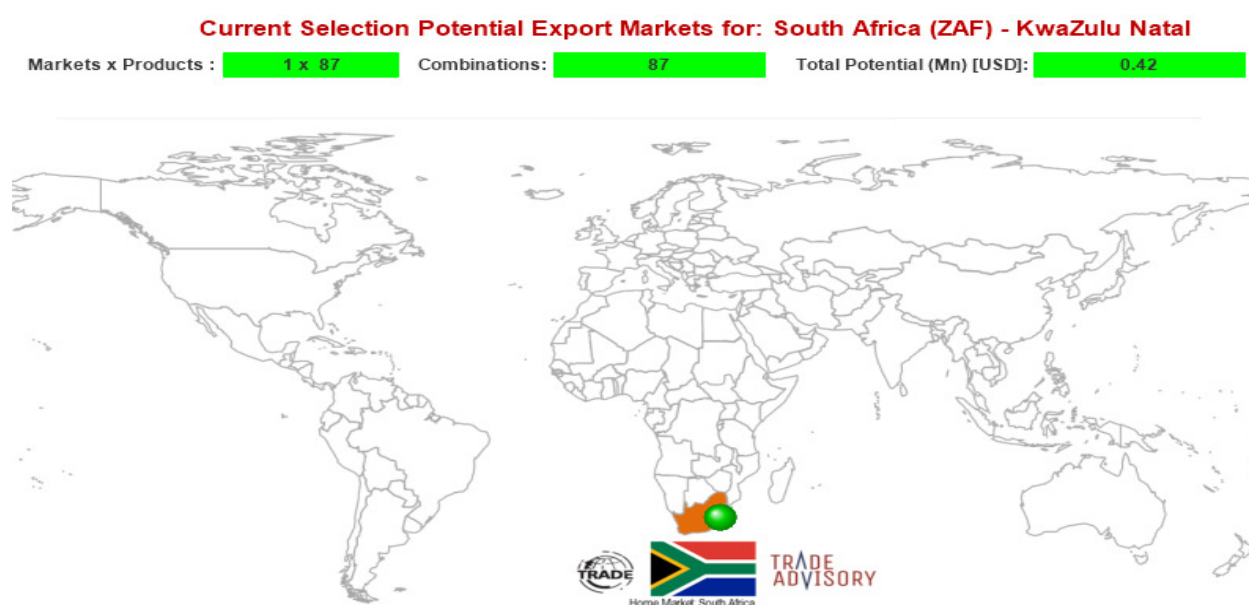 Current Selection Potential Export Markets for: South Africa (ZAF) - KwaZulu Natal
Markets x Products : 1 x 87 Combinations: 87 Total Potential (Mn) [USD]: 0.42
TRADE
TRADE
ADVISORY
Home Market, South Africa